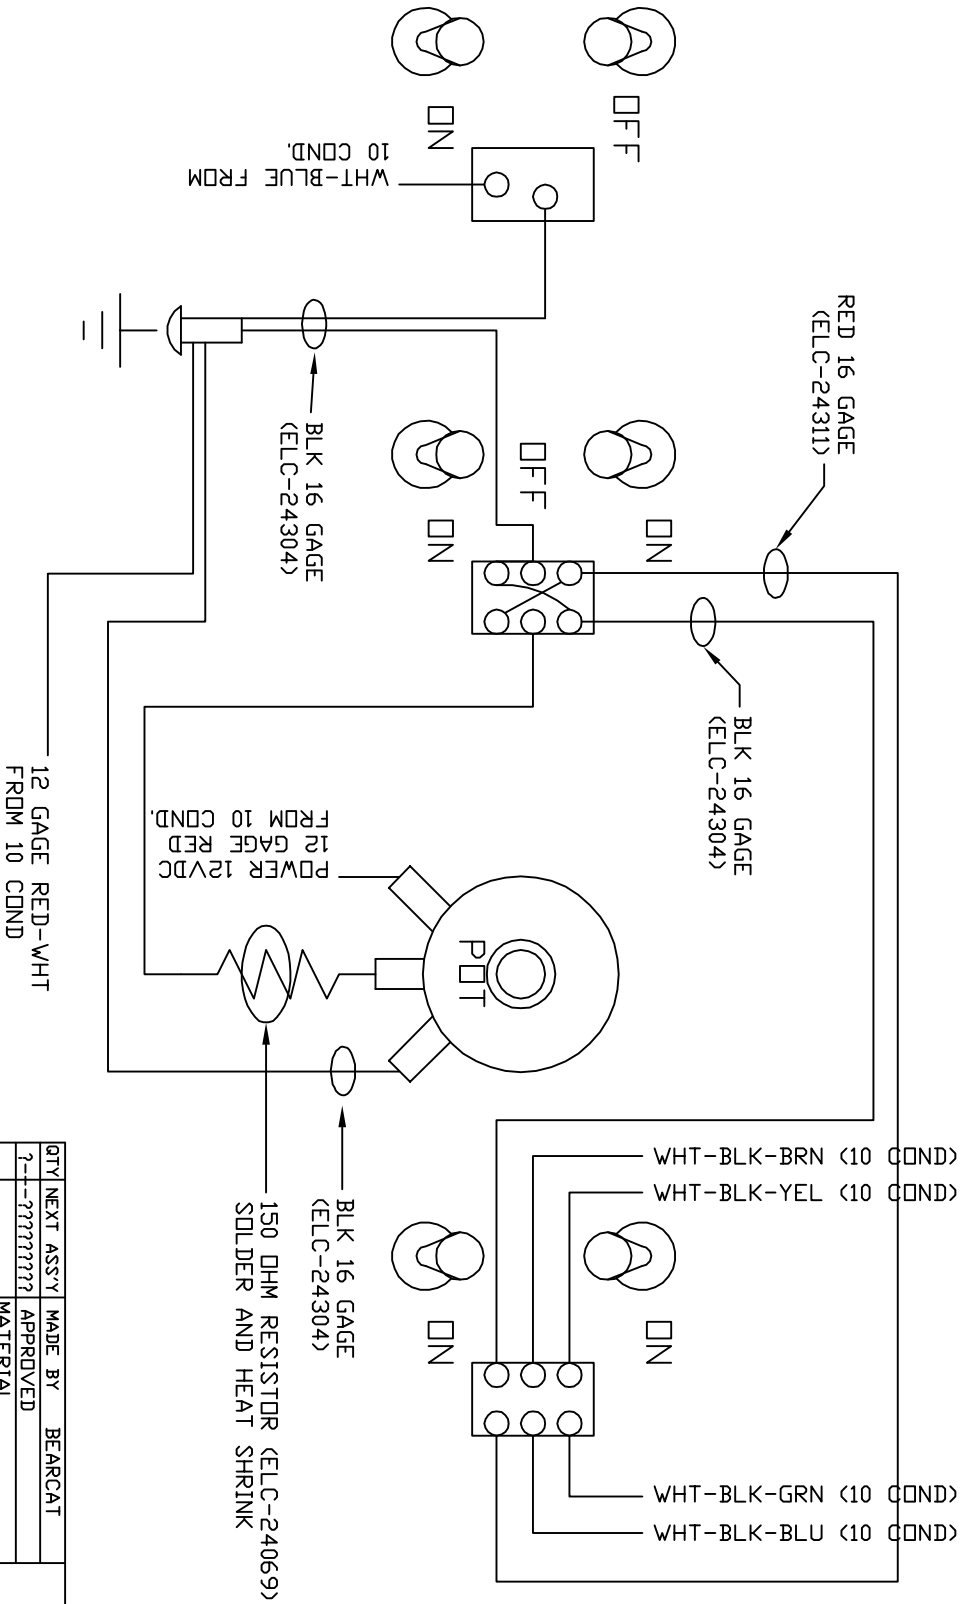 OFF
ON
WHT-BLUE FROM
10 COND.
RED 16 GAGE
(ELC-24311)
BLK 16 GAGE
(ELC-24304)
OFF
ON
ON
BLK 16 GAGE
(ELC-24304)
12 GAGE RED-WHT
FROM 10 COND
POWER 12VDC
12 GAGE RED
FROM 10 COND.
POT
BLK 16 GAGE
(ELC-24304)
150 OHM RESISTOR (ELC-24069)
SOLDER AND HEAT SHRINK
WHT-BLK-BRN (10 COND)
WHT-BLK-YEL (10 COND)
ON
ON
WHT-BLK-GRN (10 COND)
WHT-BLK-BLU (10 COND)
QTY NEXT ASS'Y MADE BY BEARCAT
?---?????????? APPROVED
MATERIAL